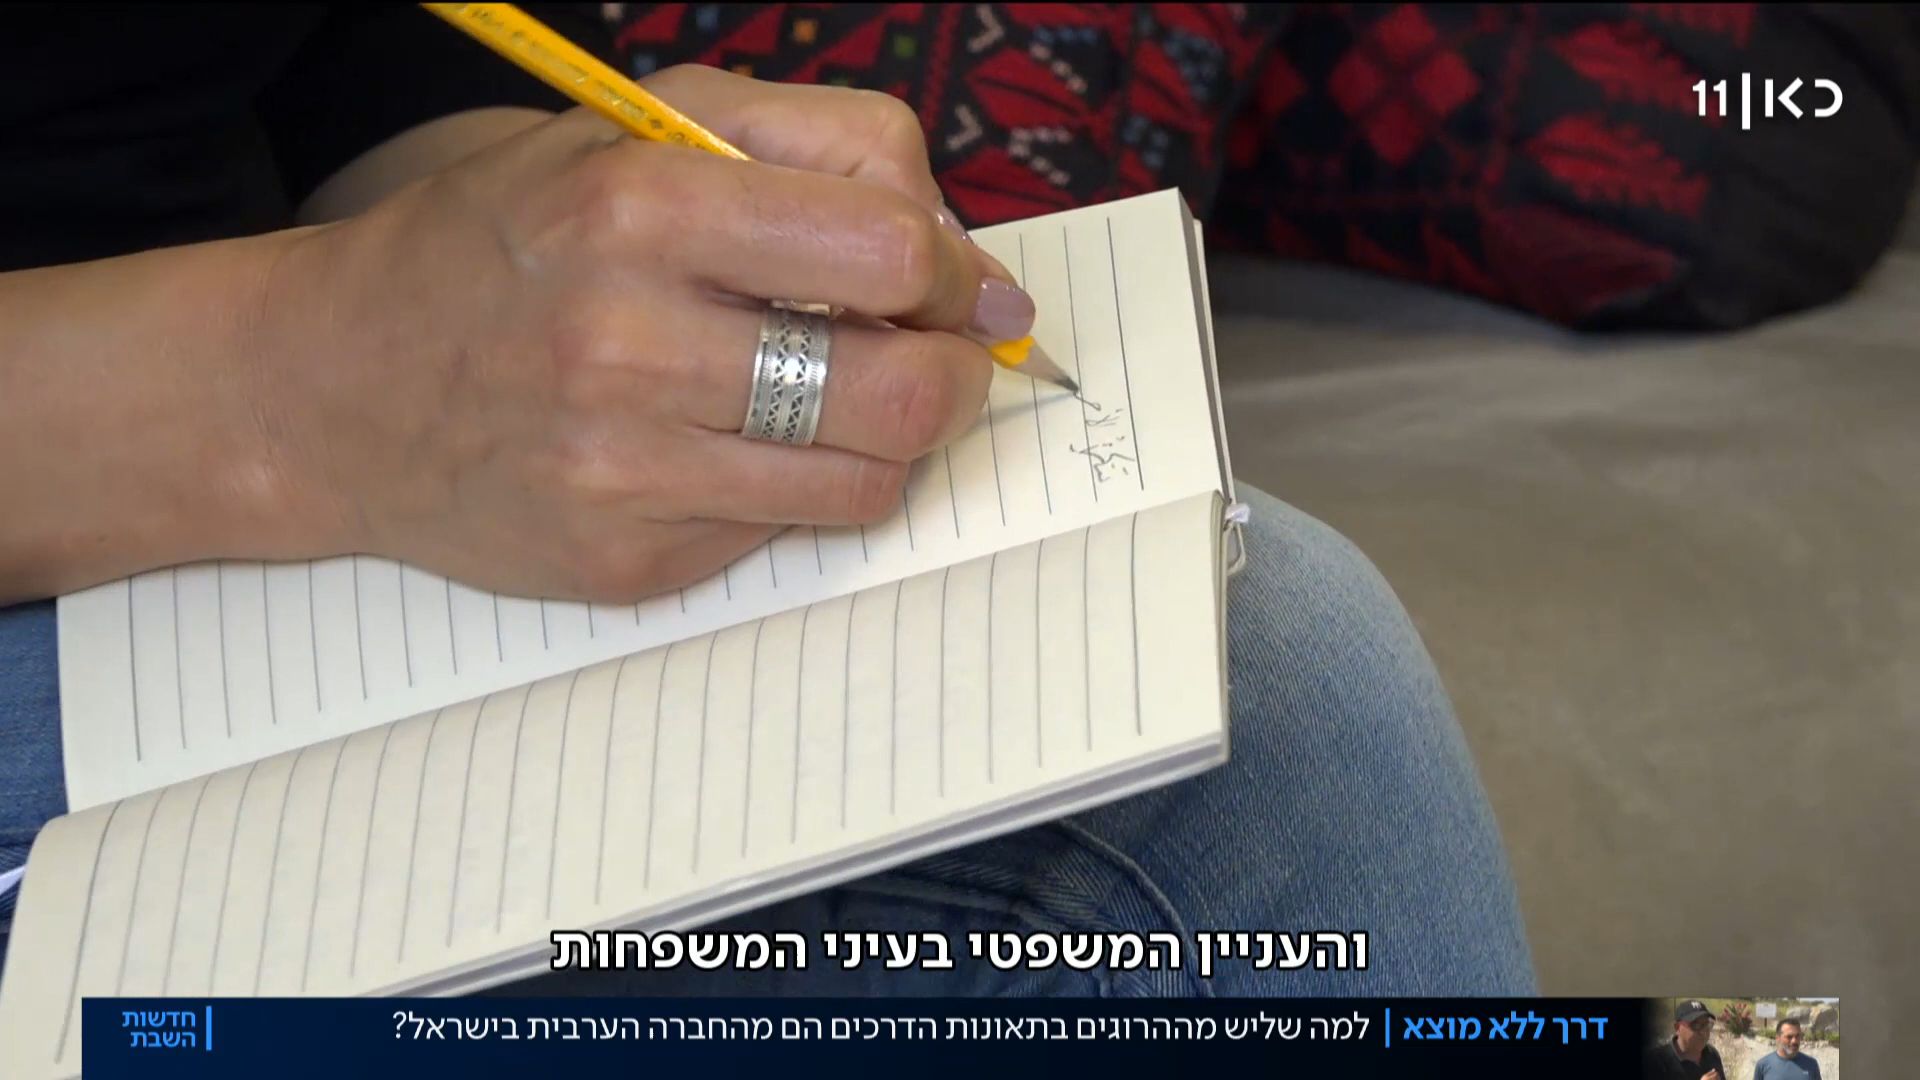 כאן 11
והעניין המשפטי בעיני המשפחות
דרך ללא מוצא | למה שליש מההרוגים בתאונות הדרכים הם מהחברה הערבית בישראל?
חדשות
השבת